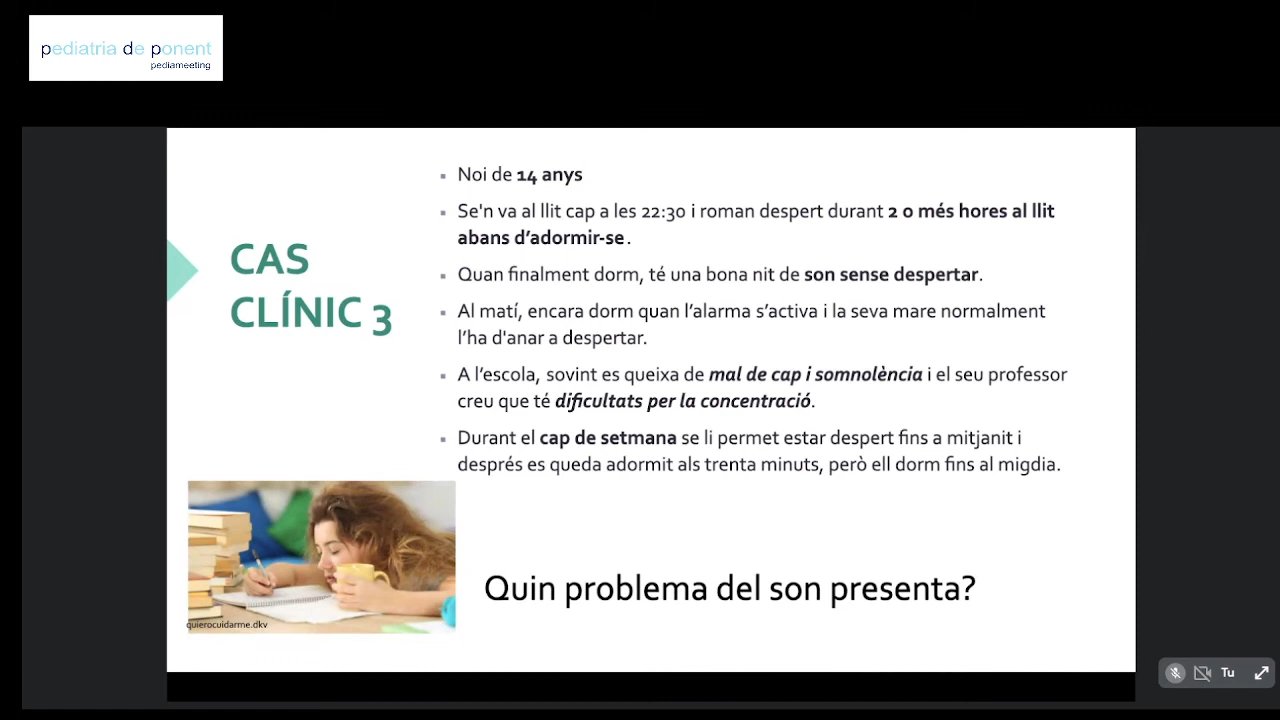 pediatria de ponent
pediameeting
CAS
CLÍNIC 3
▪ Noi de 14 anys
▪ Se'n va al llit cap a les 22:30 i roman despert durant 2 o més hores al llit
abans d’adormir-se.
▪ Quan finalment dorm, té una bona nit de son sense despertar.
▪ Al matí, encara dorm quan l’alarma s’activa i la seva mare normalment
l’ha d'anar a despertar.
▪ A l’escola, sovint es queixa de mal de cap i somnolència i el seu professor
creu que té dificultats per la concentració.
▪ Durant el cap de setmana se li permet estar despert fins a mitjanit i
després es queda adormit als trenta minuts, però ell dorm fins al migdia.
quierocuidarme.dkv
Quin problema del son presenta?
Tu